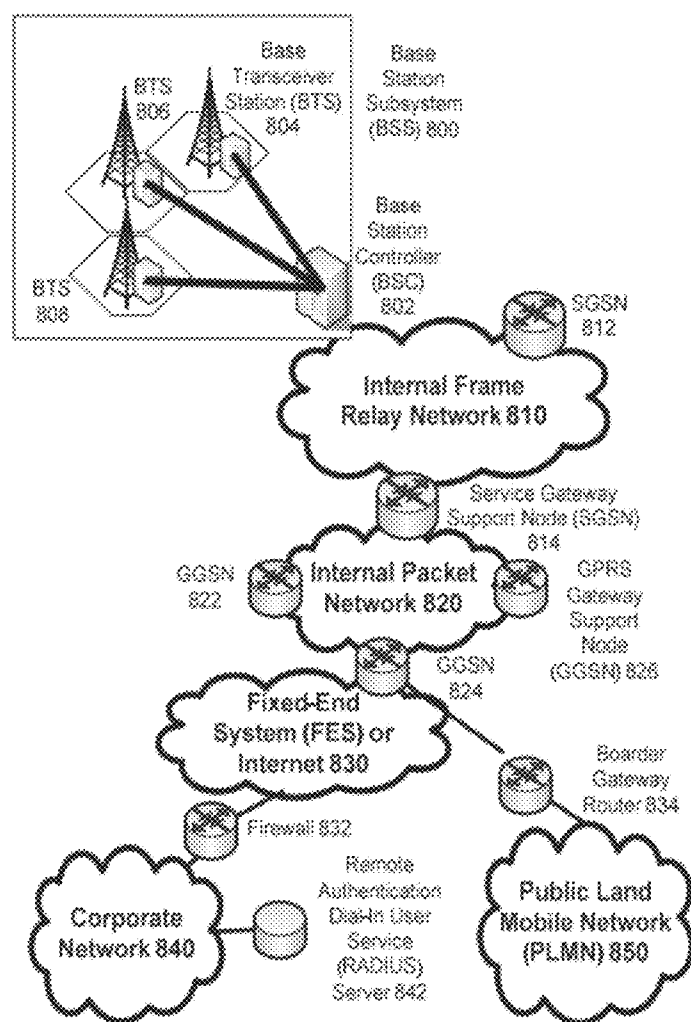 BTS
806
Base
Transceiver
Station (BTS)
804
Base
Station
Subsystem
(BSS) 800
BTS
808
Base
Station
Controller
(BSC)
802
SGSN
812
Internal Frame
Relay Network 810
Service Gateway
Support Node (SGSN)
814
GGSN
822
Internal Packet
Network 820
GPRS
Gateway
Support
Node
(GGSN) 826
GGSN
824
Fixed-End
System (FES) or
Internet 830
Boarder
Gateway
Router 834
Firewall 832
Corporate
Network 840
Remote
Authentication
Dial-In User
Service
(RADIUS)
Server 842
Public Land
Mobile Network
(PLMN) 850